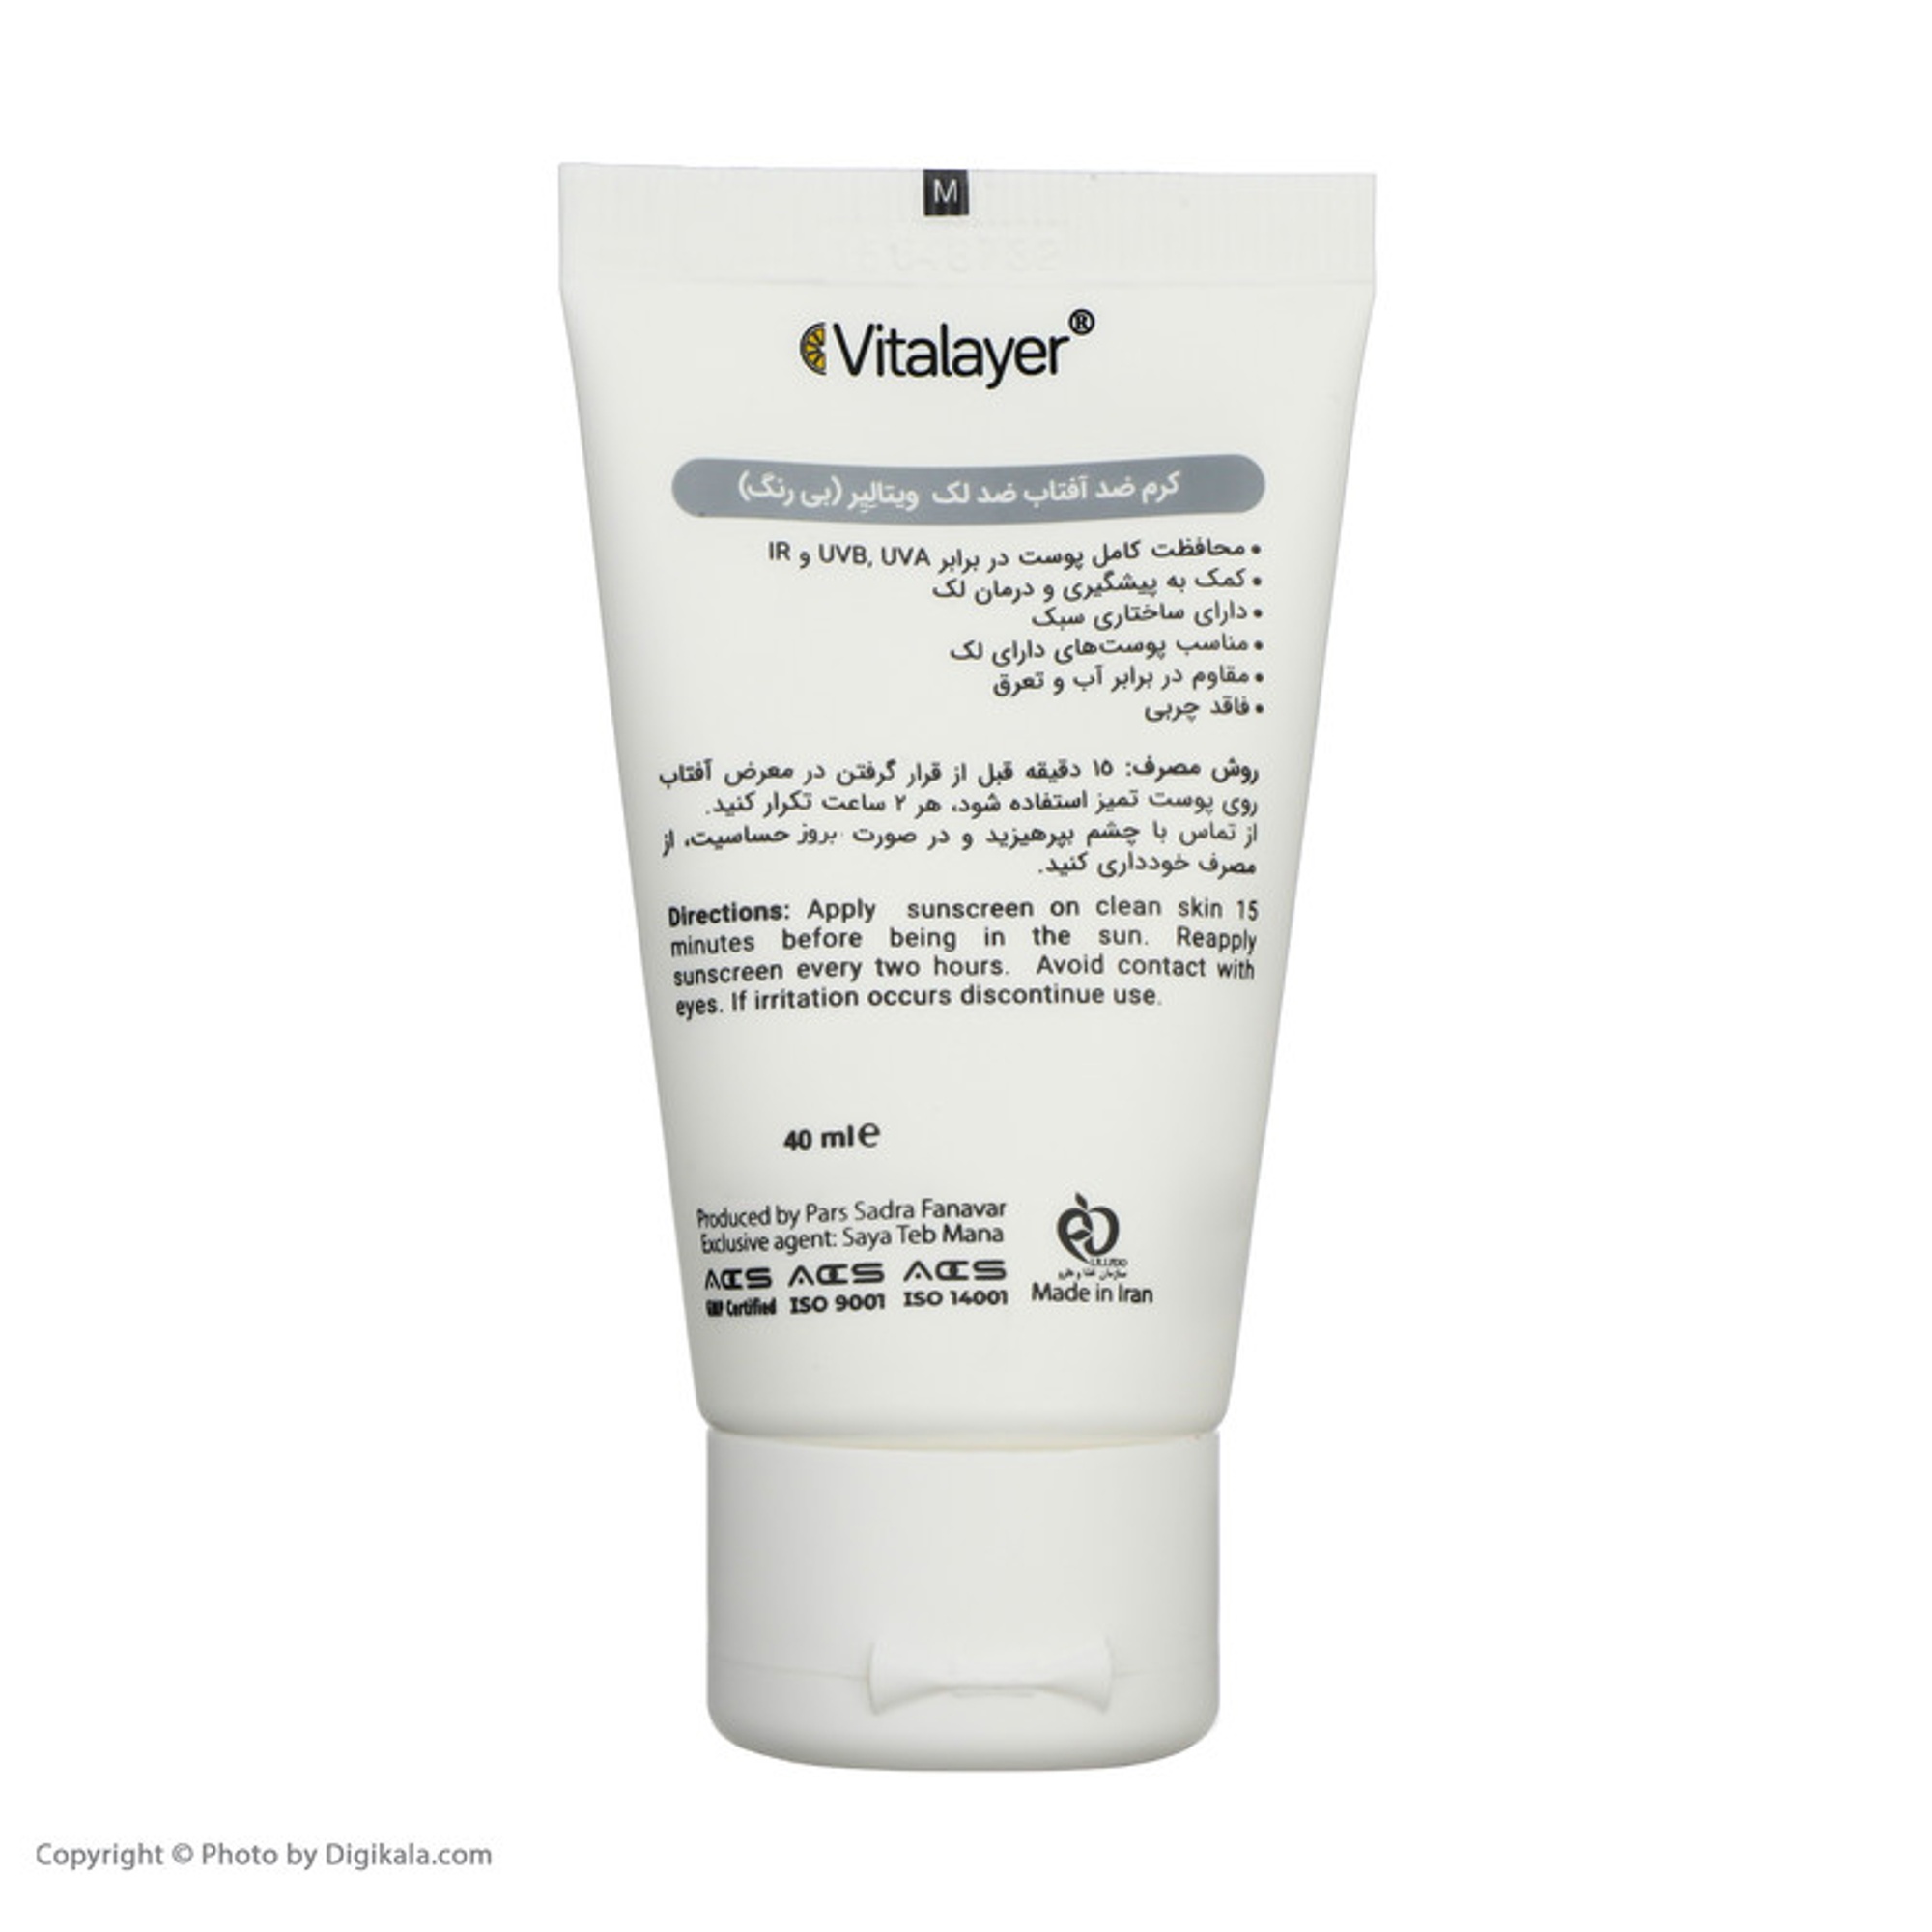 M
Vitalayer®
کرم ضد آفتاب ضد لک ویتالیِر (بی رنگ)
• محافظت کامل پوست در برابر UVB, UVA و IR
• کمک به پیشگیری و درمان لک
• دارای ساختاری سبک
• مناسب پوست‌های دارای لک
• مقاوم در برابر آب و تعرق
• فاقد چربی
روش مصرف: ۱۵ دقیقه قبل از قرار گرفتن در معرض آفتاب
روی پوست تمیز استفاده شود، هر ۲ ساعت تکرار کنید.
از تماس با چشم بپرهیزید و در صورت بروز حساسیت، از
مصرف خودداری کنید.
Directions: Apply sunscreen on clean skin 15
minutes before being in the sun. Reapply
sunscreen every two hours. Avoid contact with
eyes. If irritation occurs discontinue use.
40 ml e
Produced by Pars Sadra Fanavar
Exclusive agent: Saya Teb Mana
ACS ACS ACS
GMP Certified ISO 9001 ISO 14001
سازمان غذا و دارو
Made in Iran
Copyright © Photo by Digikala.com